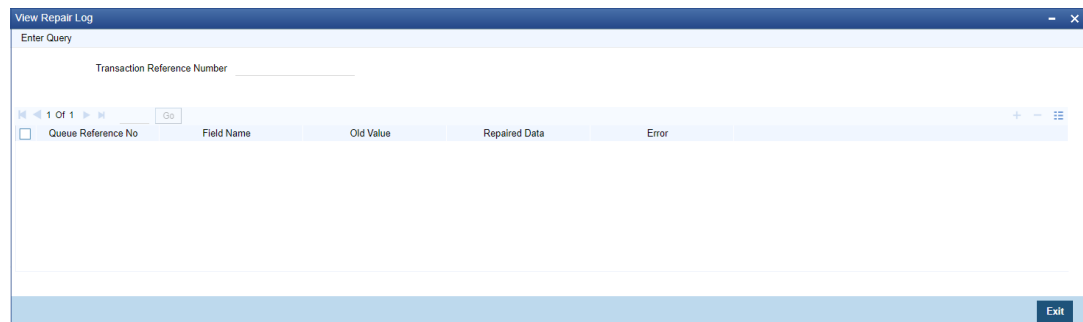 View Repair Log
Enter Query
Transaction Reference Number
1 Of 1 Go
Queue Reference No Field Name Old Value Repaired Data Error
Exit